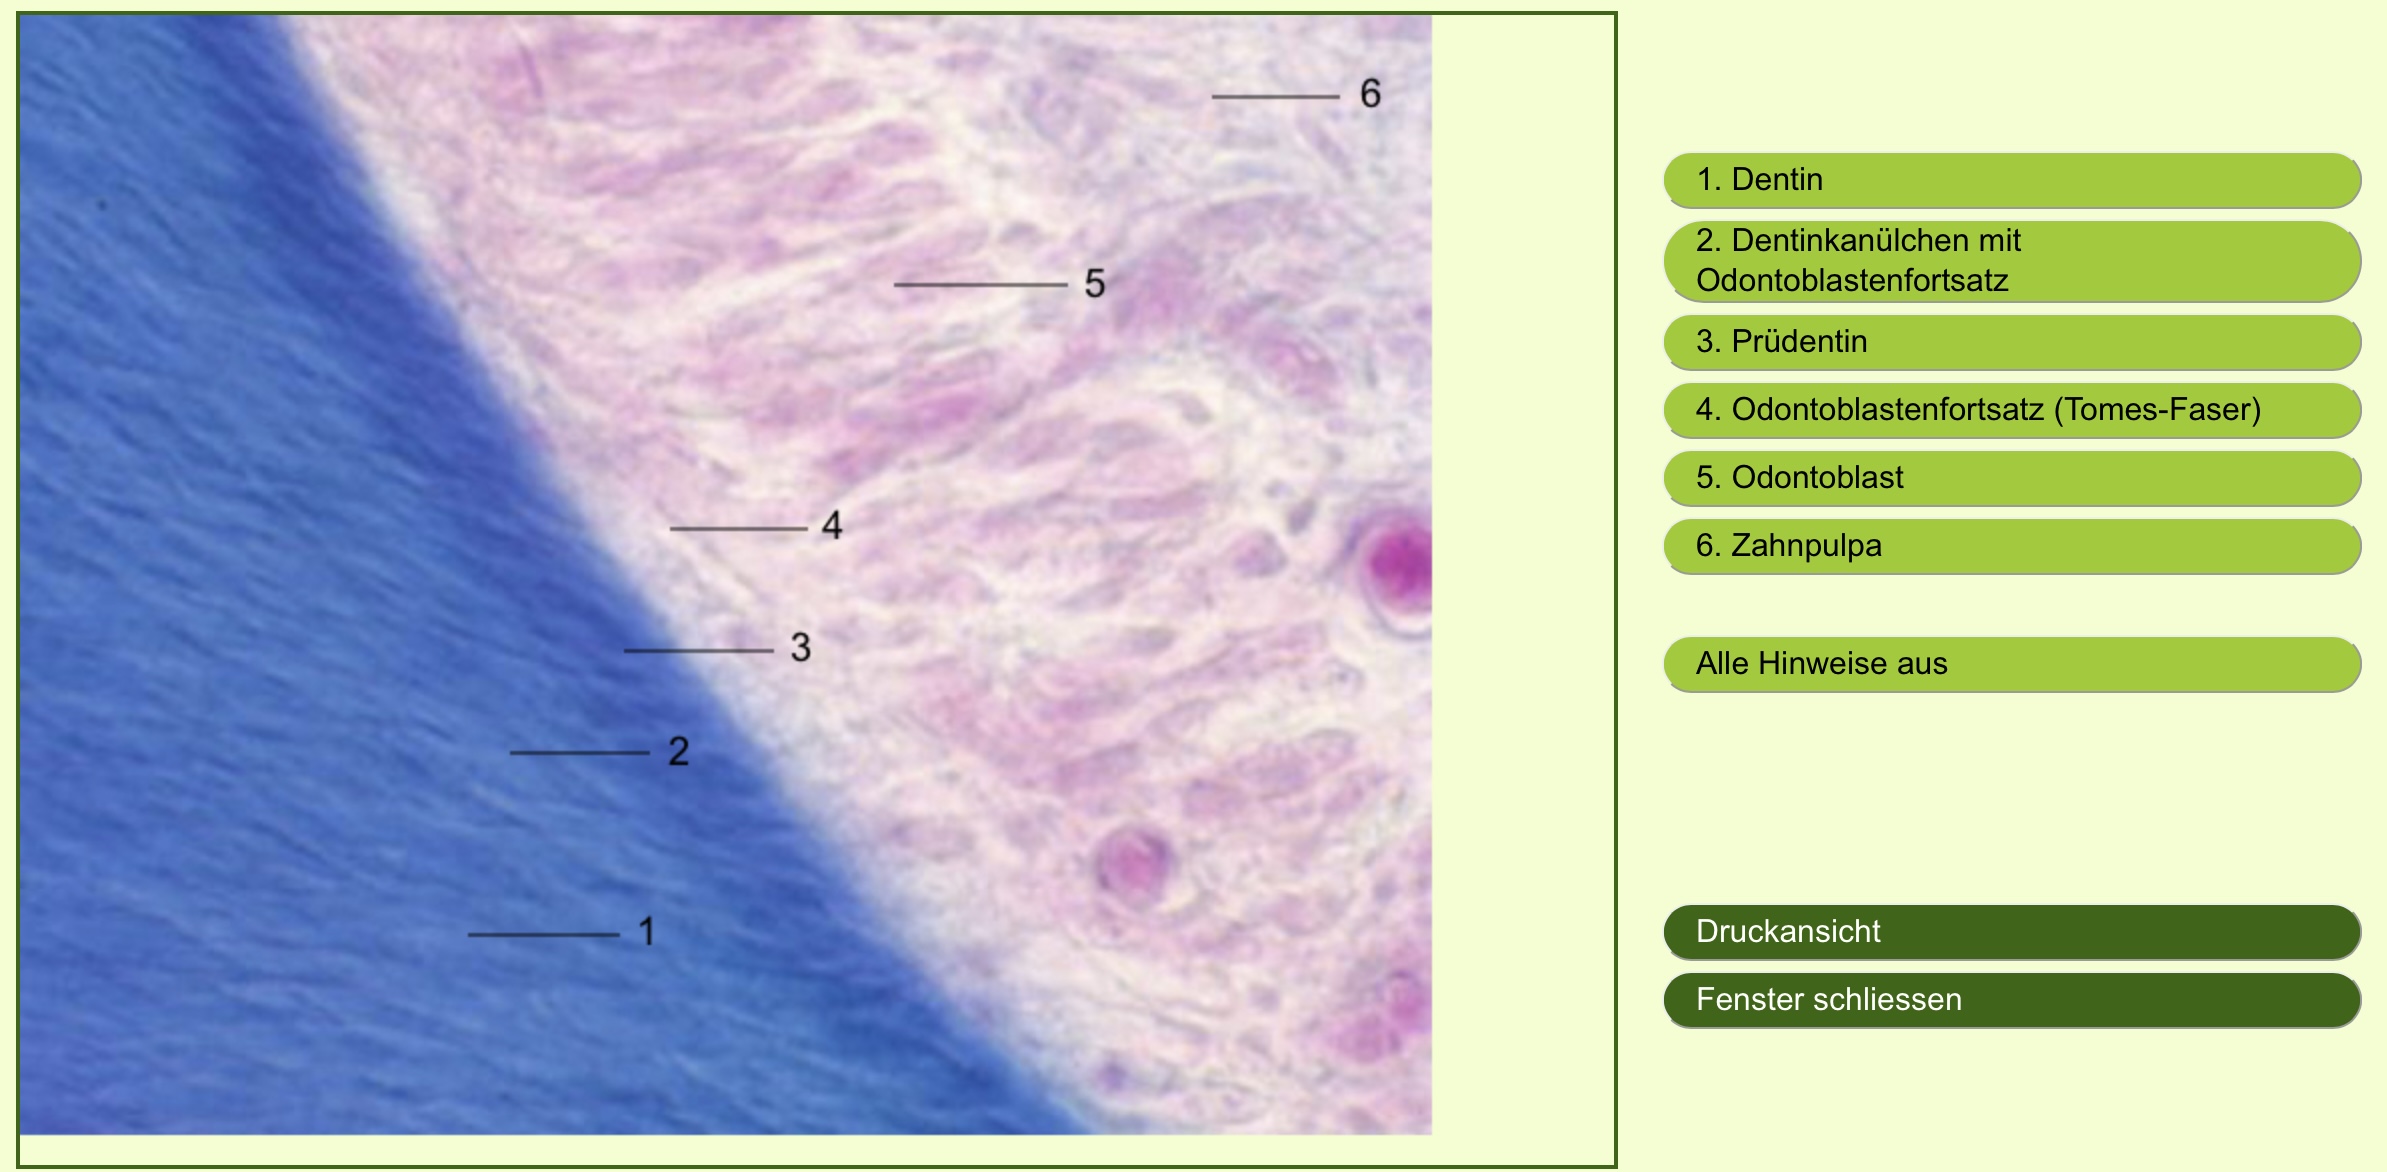 6
5
4
3
2
1
1. Dentin
2. Dentinkanülchen mit
Odontoblastenfortsatz
3. Prüdentin
4. Odontoblastenfortsatz (Tomes-Faser)
5. Odontoblast
6. Zahnpulpa
Alle Hinweise aus
Druckansicht
Fenster schliessen